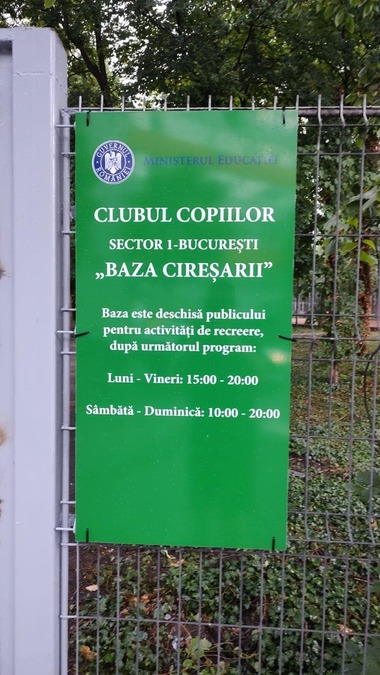 GUVERNUL ROMÂNIEI
MINISTERUL EDUCAȚIEI
CLUBUL COPIILOR
SECTOR 1-BUCUREȘTI
„BAZA CIREȘARII”
Baza este deschisă publicului
pentru activități de recreere,
după următorul program:
Luni - Vineri: 15:00 - 20:00
Sâmbătă - Duminică: 10:00 - 20:00